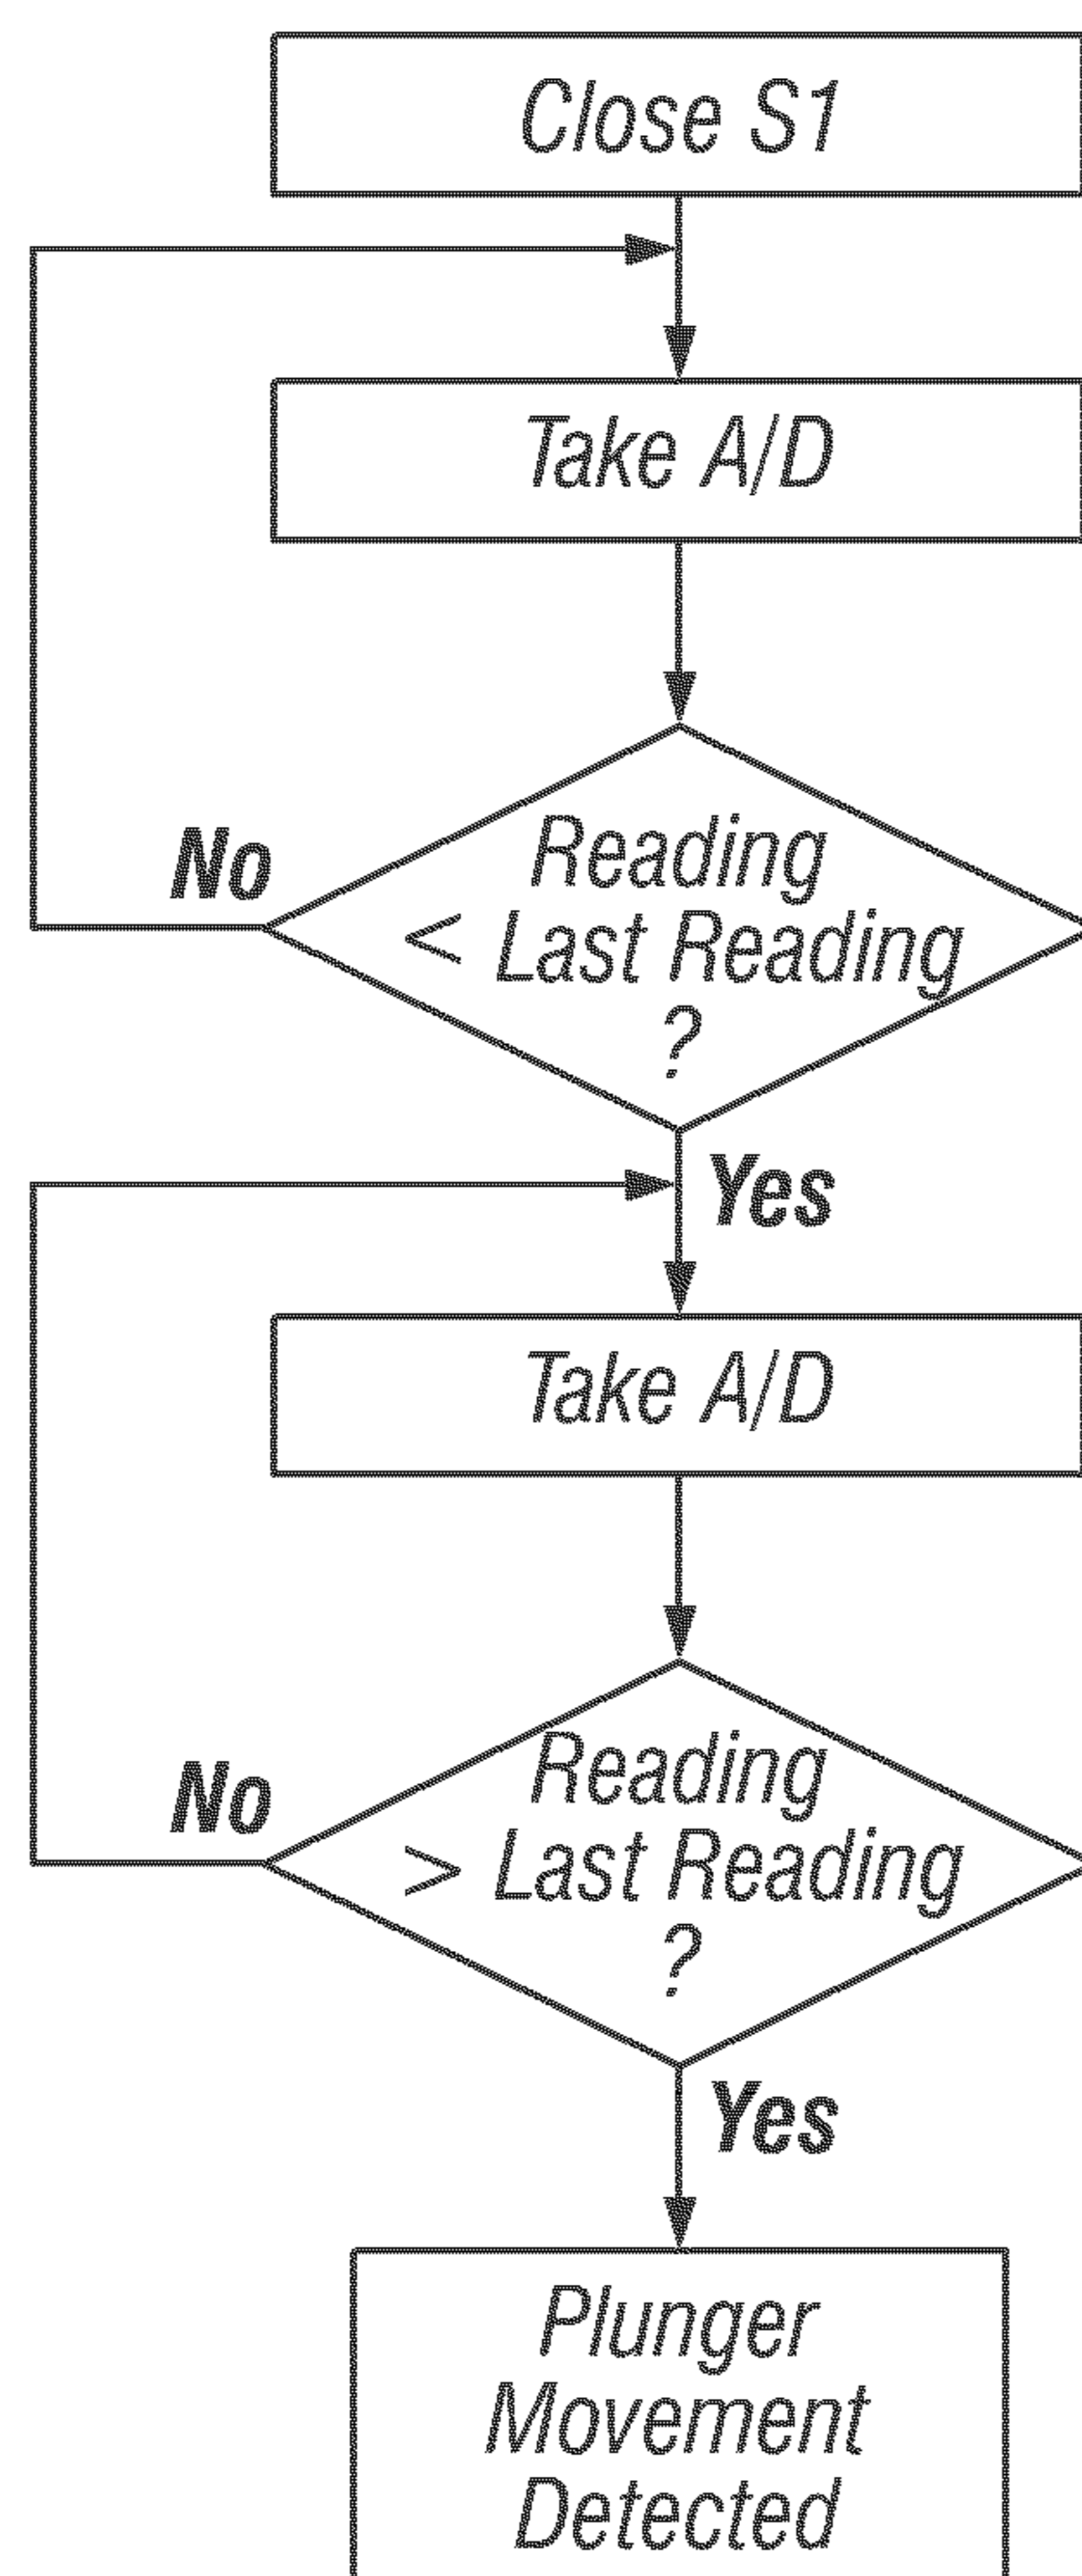 Close S1
Take A/D
No
Reading
< Last Reading
?
Yes
Take A/D
No
Reading
> Last Reading
?
Yes
Plunger
Movement
Detected